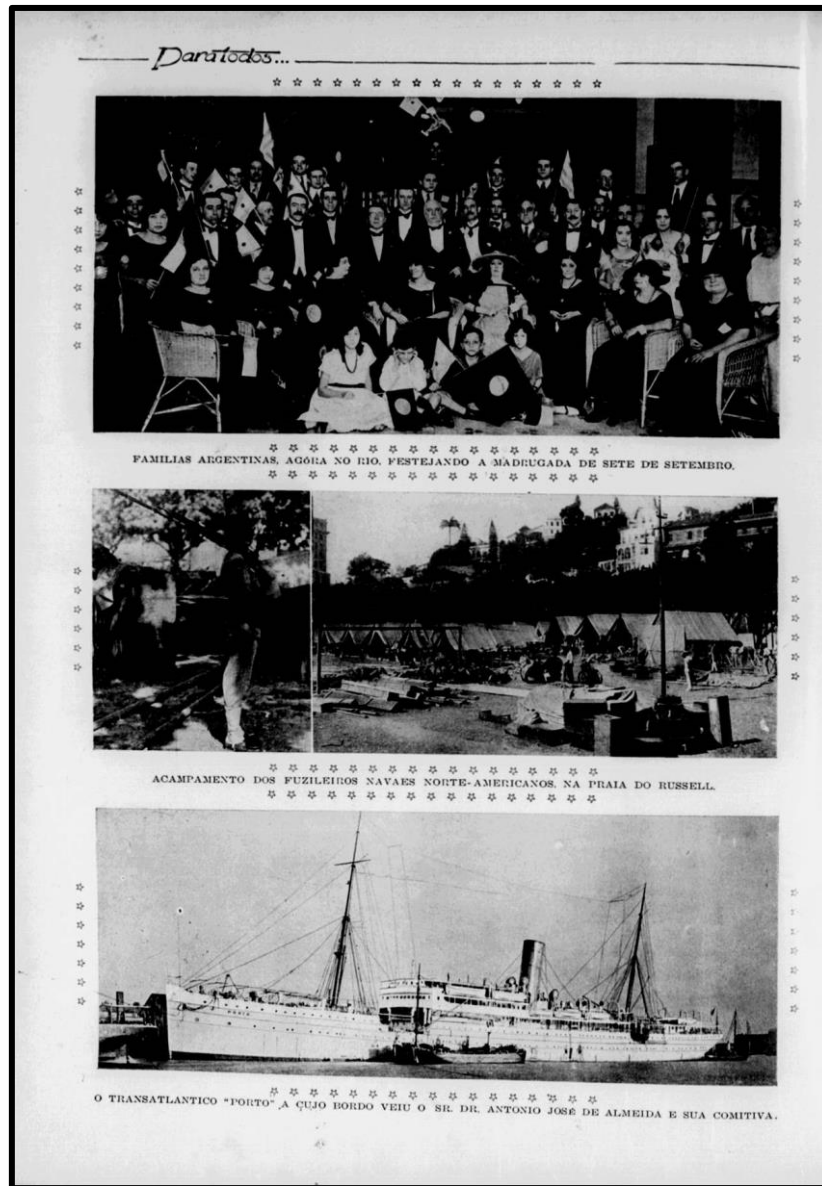 Para todos...
FAMILIAS ARGENTINAS, AGÓRA NO RIO, FESTEJANDO A MADRUGADA DE SETE DE SETEMBRO.
ACAMPAMENTO DOS FUZILEIROS NAVAES NORTE-AMERICANOS, NA PRAIA DO RUSSELL.
PORTO
O TRANSATLANTICO "PORTO" A CUJO BORDO VEIU O SR. DR. ANTONIO JOSÉ DE ALMEIDA E SUA COMITIVA.